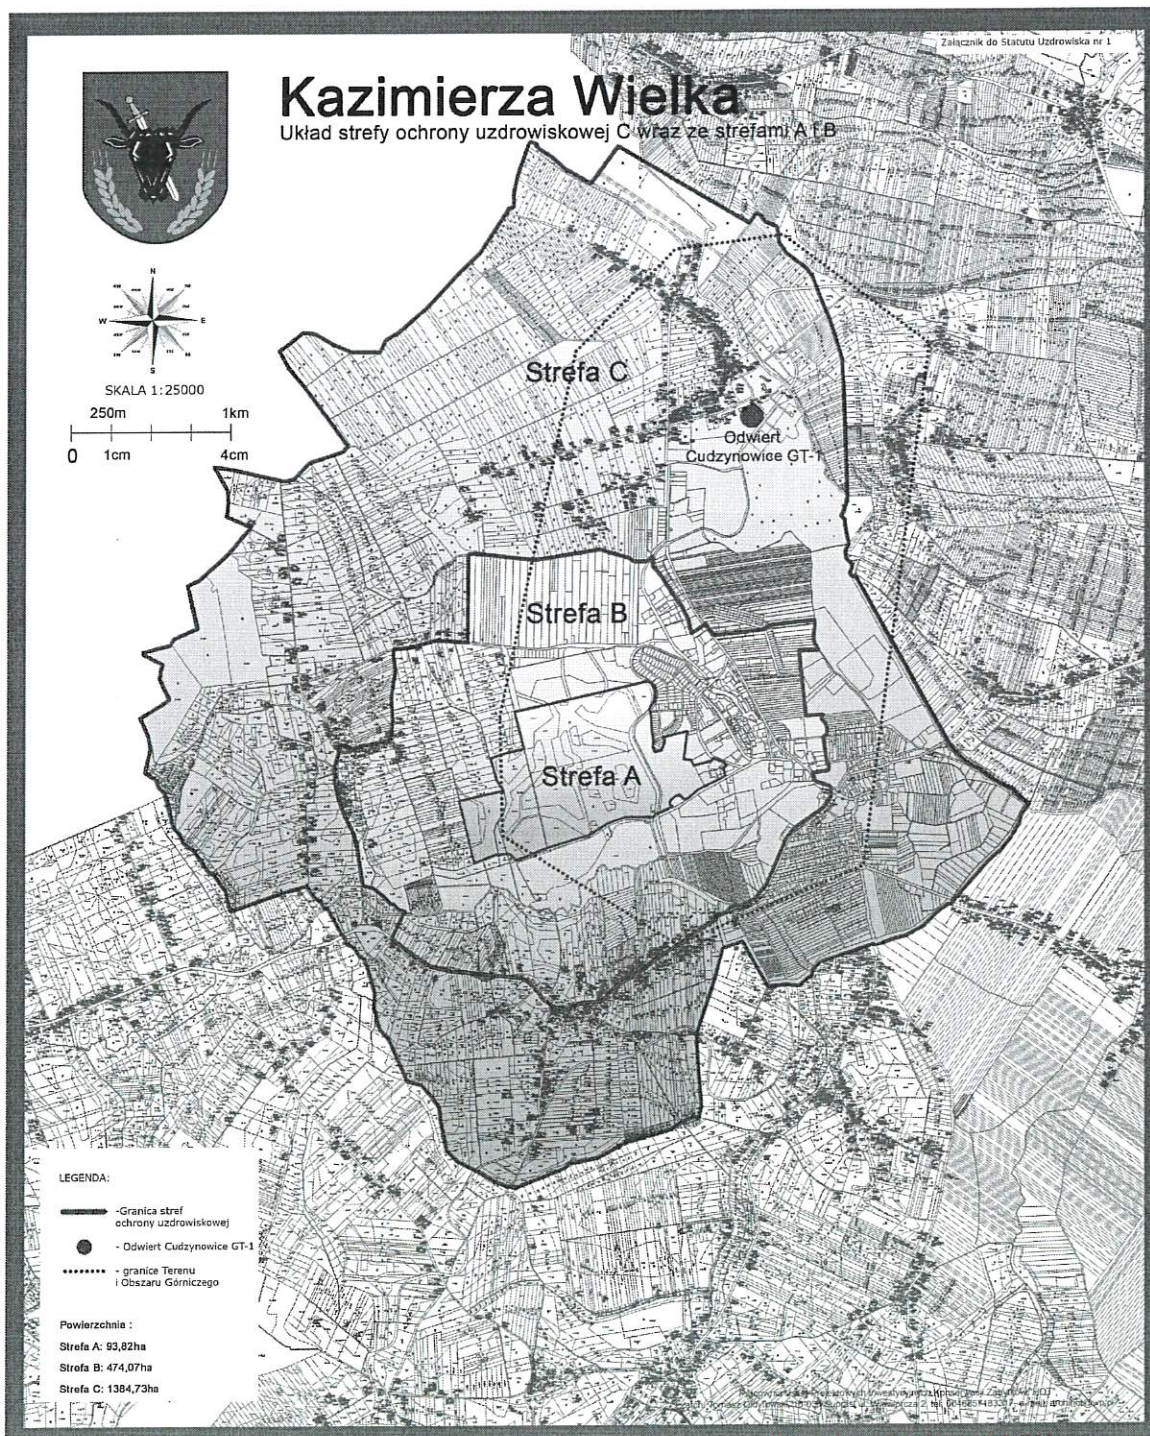 Załącznik do Statutu Uzdrowiska nr 1
Kazimierza Wielka
Układ strefy ochrony uzdrowiskowej C wraz ze strefami A i B
N
W
E
S
SKALA 1:25000
250m 1km
0 1cm 4cm
Strefa C
Odwiert
Cudzynowice GT-1
Strefa B
Strefa A
LEGENDA:
-Granica stref
ochrony uzdrowiskowej
- Odwiert Cudzynowice GT-1
- granice Terenu
i Obszaru Górniczego
Powierzchnia :
Strefa A: 93,82ha
Strefa B: 474,07ha
Strefa C: 1384,73ha